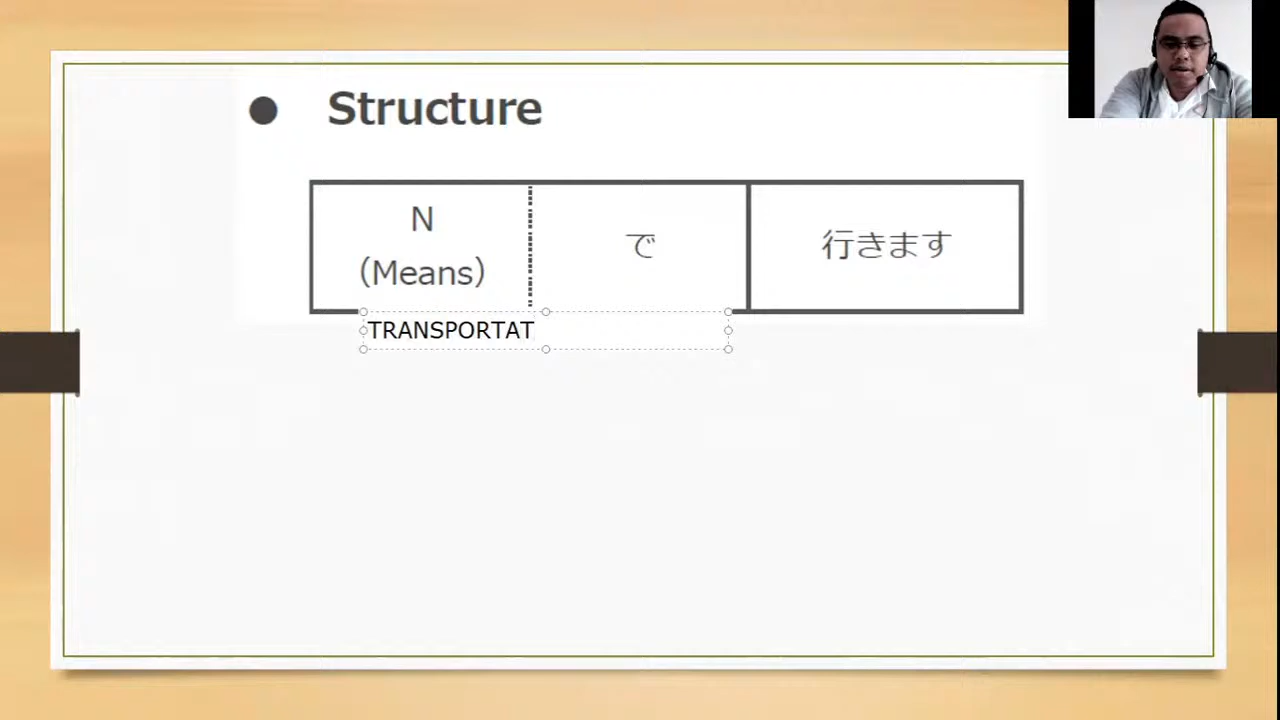 ● Structure
N
(Means)
で
行きます
TRANSPORTAT